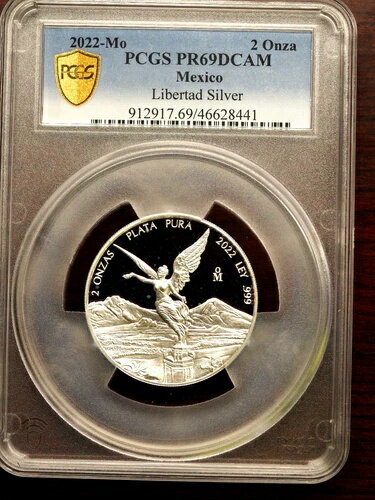 2022-Mo 2 Onza
PCGS PR69DCAM
Mexico
Libertad Silver
912917.69/46628441
PCGS
2 ONZAS PLATA PURA 2022 LEY .999
oM